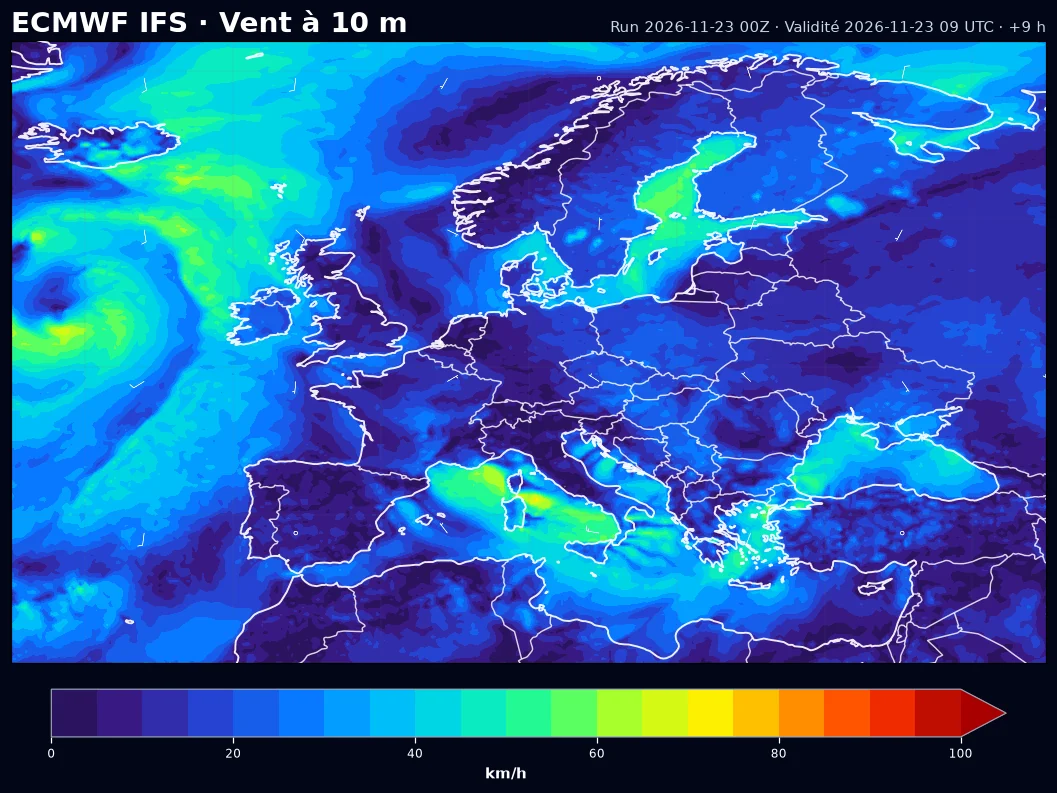 ECMWF IFS · Vent à 10 m
Run 2026-11-23 00Z · Validité 2026-11-23 09 UTC · +9 h
0 20 40 60 80 100
km/h